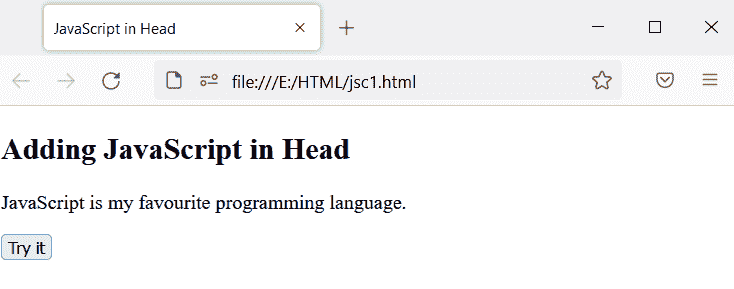 JavaScript in Head
file:///E:/HTML/jsc1.html
Adding JavaScript in Head
JavaScript is my favourite programming language.
Try it